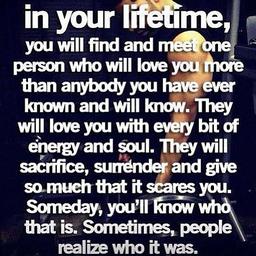 in your lifetime,
you will find and meet one
person who will love you more
than anybody you have ever
known and will know. They
will love you with every bit of
energy and soul. They will
sacrifice, surrender and give
so much that it scares you.
Someday, you'll know who
that is. Sometimes, people
realize who it was.